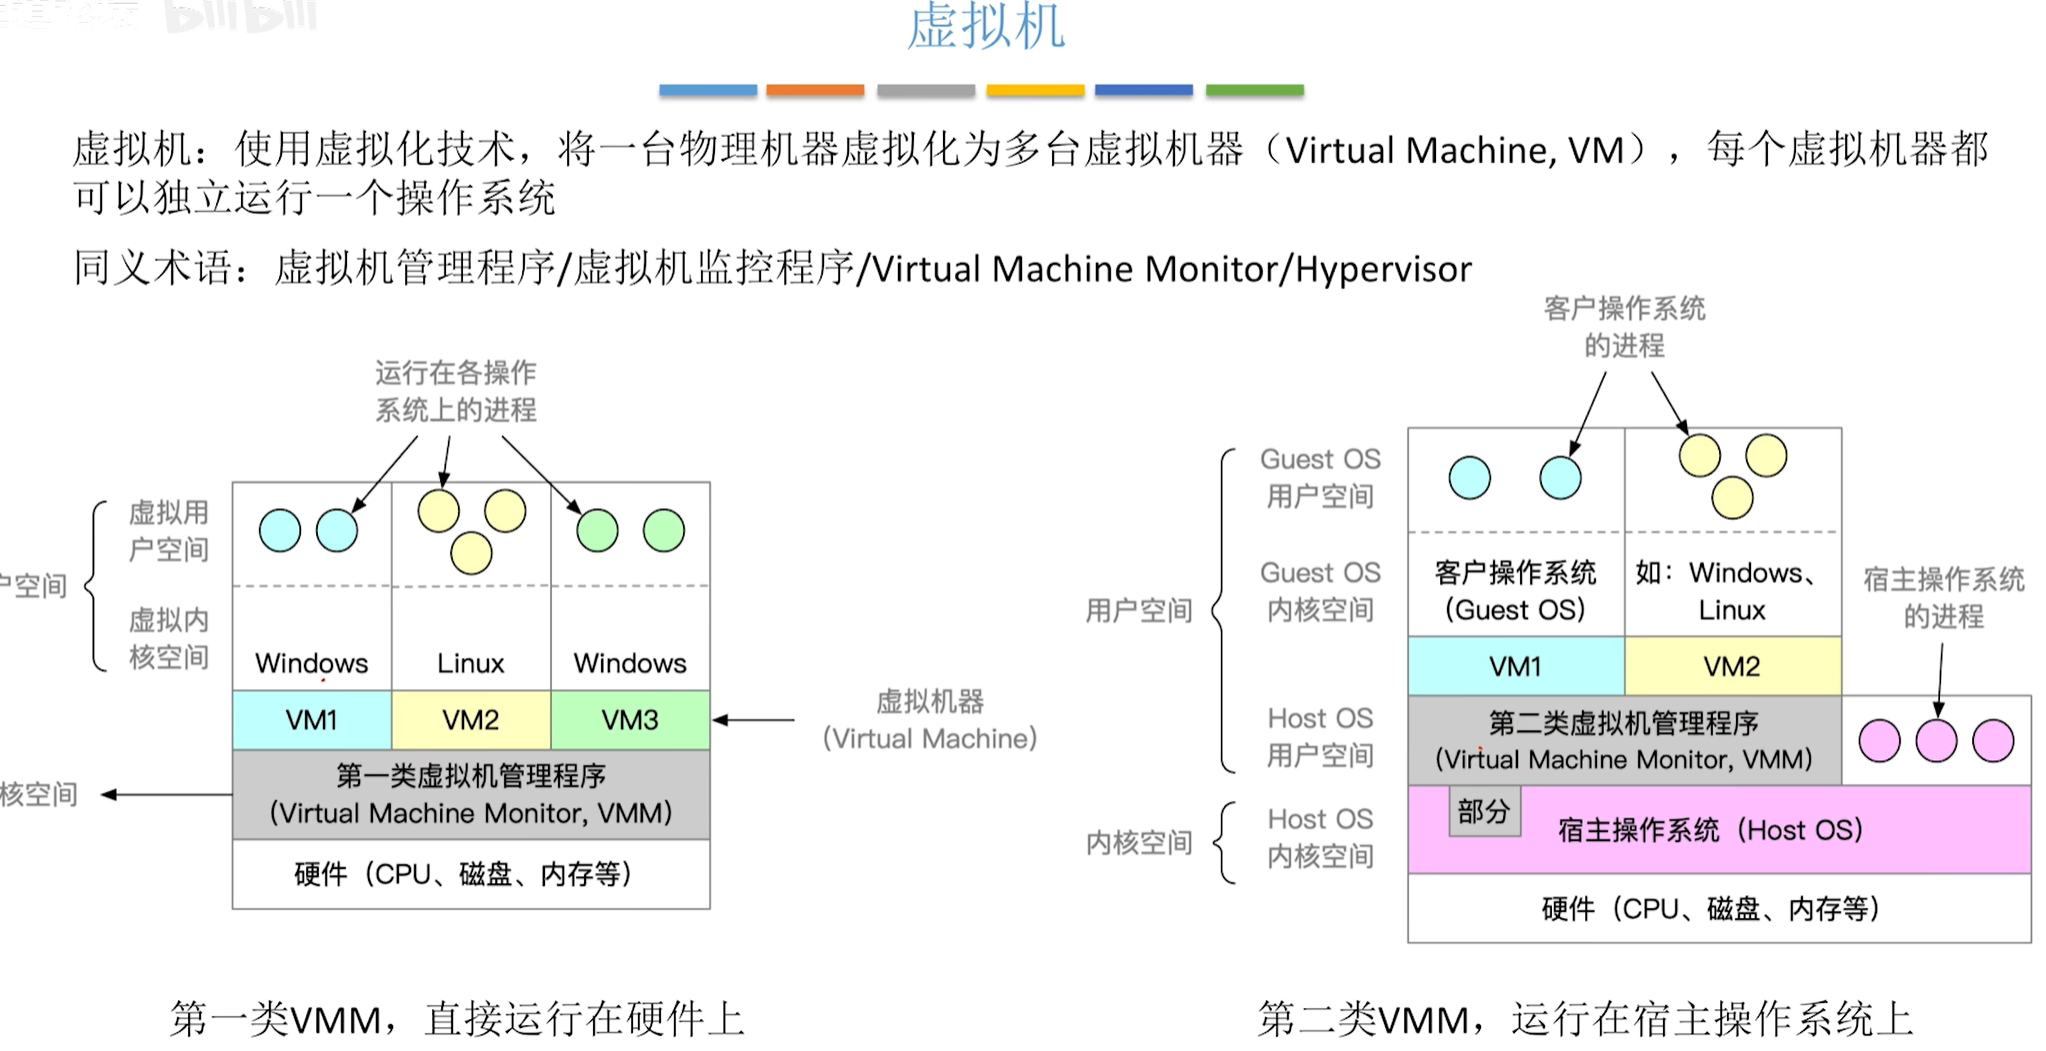 bilibili
虚拟机
虚拟机：使用虚拟化技术，将一台物理机器虚拟化为多台虚拟机器（Virtual Machine, VM），每个虚拟机器都
可以独立运行一个操作系统
同义术语：虚拟机管理程序/虚拟机监控程序/Virtual Machine Monitor/Hypervisor
运行在各操作
系统上的进程
虚拟用
户空间
户空间
虚拟内
核空间
Windows
Linux
Windows
VM1
VM2
VM3
虚拟机器
（Virtual Machine）
核空间
第一类虚拟机管理程序
（Virtual Machine Monitor, VMM）
硬件（CPU、磁盘、内存等）
第一类VMM，直接运行在硬件上
客户操作系统
的进程
Guest OS
用户空间
Guest OS
内核空间
用户空间
客户操作系统
（Guest OS）
如：Windows、
Linux
宿主操作系统
的进程
VM1
VM2
Host OS
用户空间
第二类虚拟机管理程序
（Virtual Machine Monitor, VMM）
内核空间
Host OS
内核空间
部分
宿主操作系统（Host OS）
硬件（CPU、磁盘、内存等）
第二类VMM，运行在宿主操作系统上